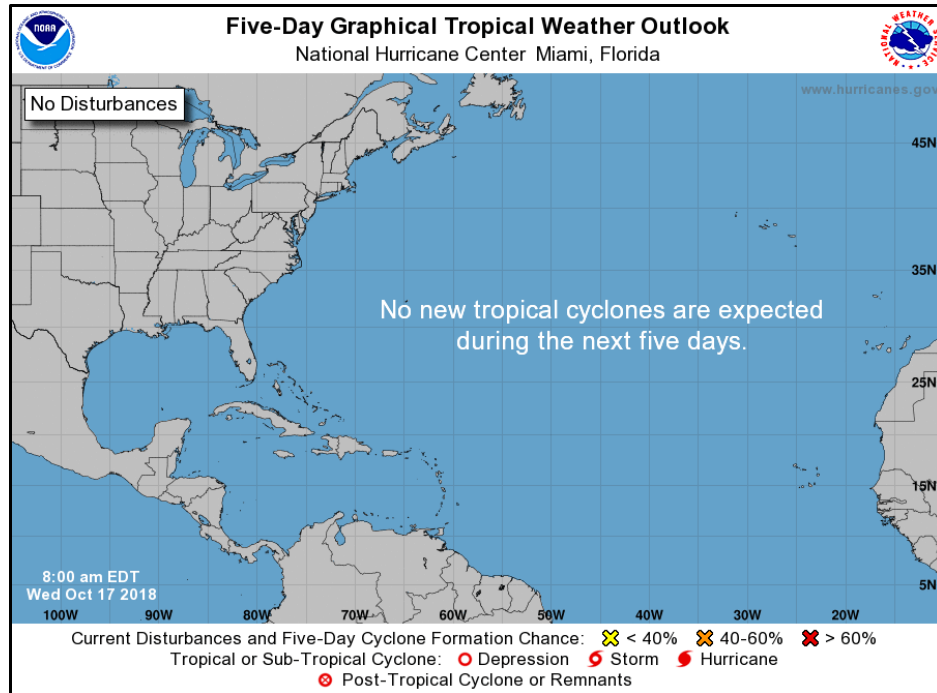 Five-Day Graphical Tropical Weather Outlook
National Hurricane Center Miami, Florida
NOAA
No Disturbances
www.hurricanes.gov
45N
35N
No new tropical cyclones are expected
during the next five days.
25N
15N
8:00 am EDT
Wed Oct 17 2018
5N
100W 90W 80W 70W 60W 50W 40W 30W 20W
Current Disturbances and Five-Day Cyclone Formation Chance: < 40% 40-60% > 60%
Tropical or Sub-Tropical Cyclone: Depression Storm Hurricane
Post-Tropical Cyclone or Remnants